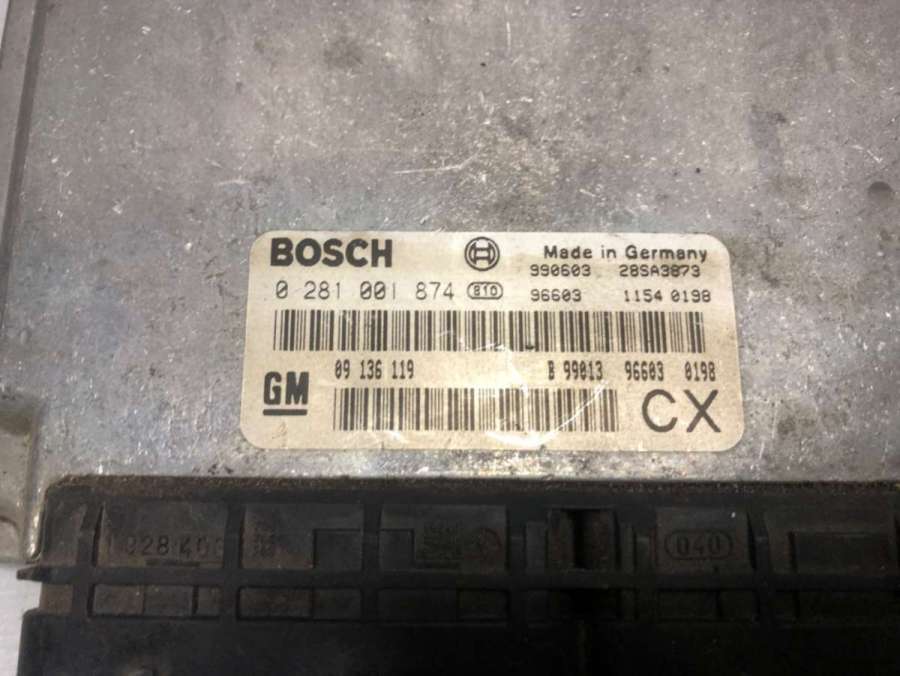 BOSCH
Made in Germany
990603 28SA3873
0 281 001 874 810
96603 1154 0198
09 136 119 B 99013 96603 0198
GM
CX
040